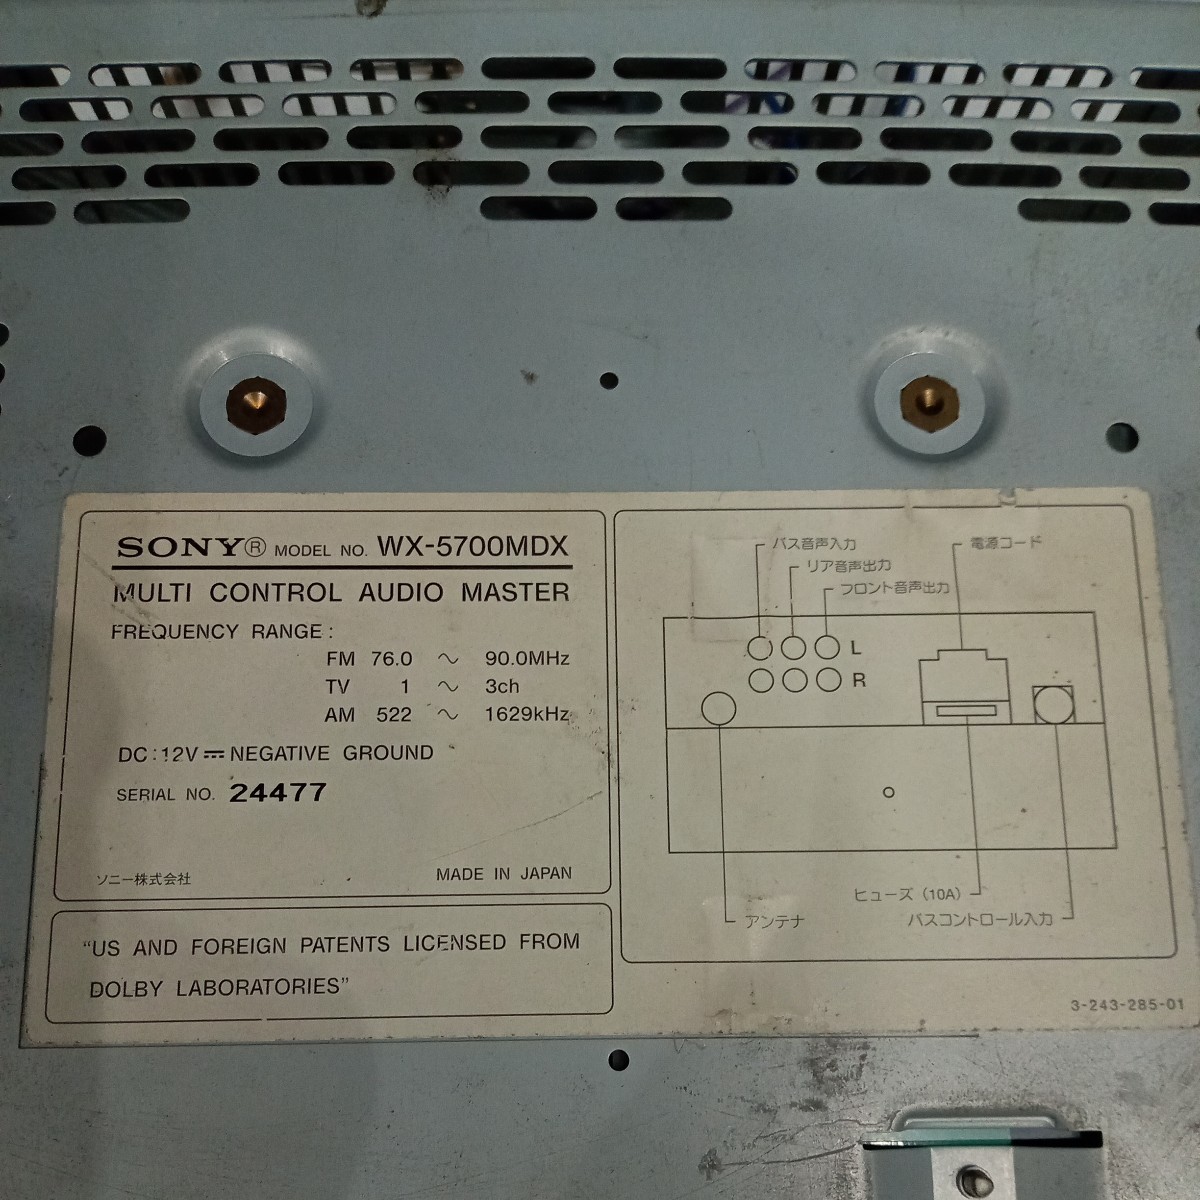 SONY® MODEL NO. WX-5700MDX
MULTI CONTROL AUDIO MASTER
FREQUENCY RANGE:
FM 76.0 ～ 90.0MHz
TV 1 ～ 3ch
AM 522 ～ 1629kHz
DC:12V⎓NEGATIVE GROUND
SERIAL NO. 24477
ソニー株式会社 MADE IN JAPAN
“US AND FOREIGN PATENTS LICENSED FROM
DOLBY LABORATORIES”
バス音声入力
リア音声出力
フロント音声出力
電源コード
L
R
ヒューズ (10A)
アンテナ
バスコントロール入力
3-243-285-01